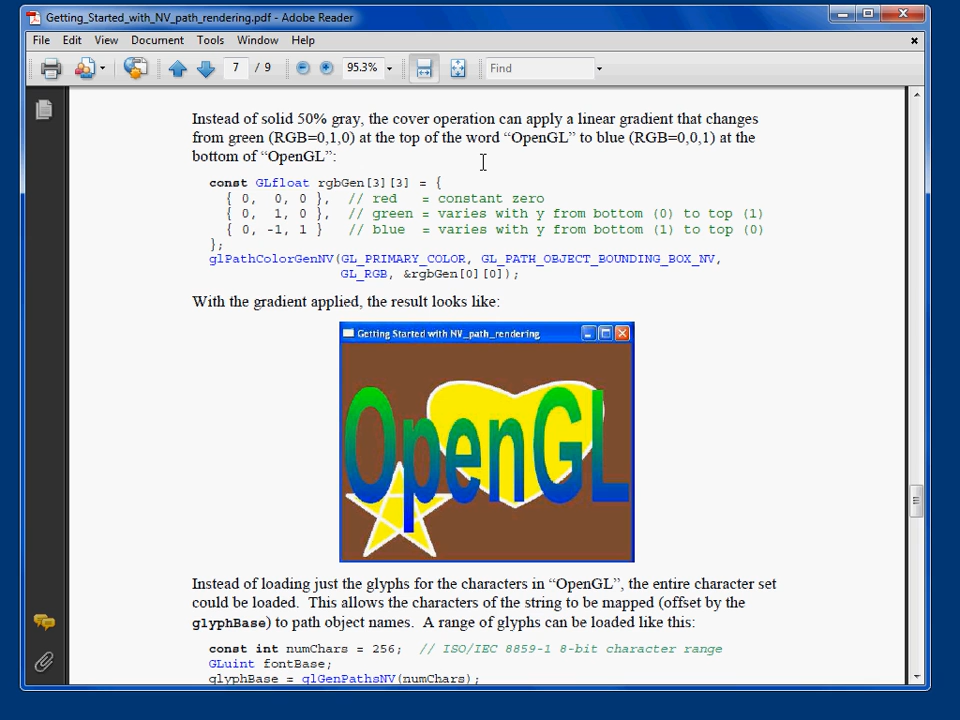 Getting_Started_with_NV_path_rendering.pdf - Adobe Reader
File Edit View Document Tools Window Help
7 / 9 95.3% Find
Instead of solid 50% gray, the cover operation can apply a linear gradient that changes
from green (RGB=0,1,0) at the top of the word “OpenGL” to blue (RGB=0,0,1) at the
bottom of “OpenGL”:
const GLfloat rgbGen[3][3] = {
{ 0, 0, 0 }, // red = constant zero
{ 0, 1, 0 }, // green = varies with y from bottom (0) to top (1)
{ 0, -1, 1 } // blue = varies with y from bottom (1) to top (0)
};
glPathColorGenNV(GL_PRIMARY_COLOR, GL_PATH_OBJECT_BOUNDING_BOX_NV,
GL_RGB, &rgbGen[0][0]);
With the gradient applied, the result looks like:
Getting Started with NV_path_rendering
OpenGL
Instead of loading just the glyphs for the characters in “OpenGL”, the entire character set
could be loaded. This allows the characters of the string to be mapped (offset by the
glyphBase) to path object names. A range of glyphs can be loaded like this:
const int numChars = 256; // ISO/IEC 8859-1 8-bit character range
GLuint fontBase;
glyphBase = glGenPathsNV(numChars);